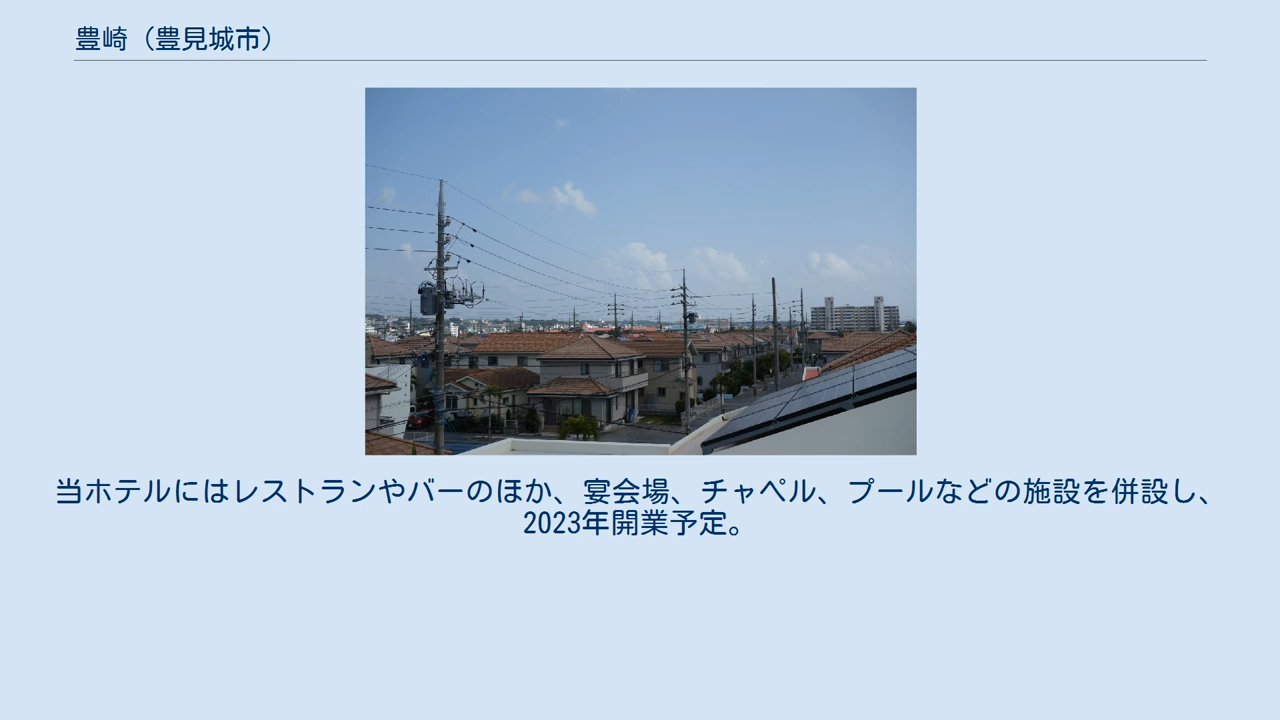 豊崎（豊見城市）
当ホテルにはレストランやバーのほか、宴会場、チャペル、プールなどの施設を併設し、
2023年開業予定。